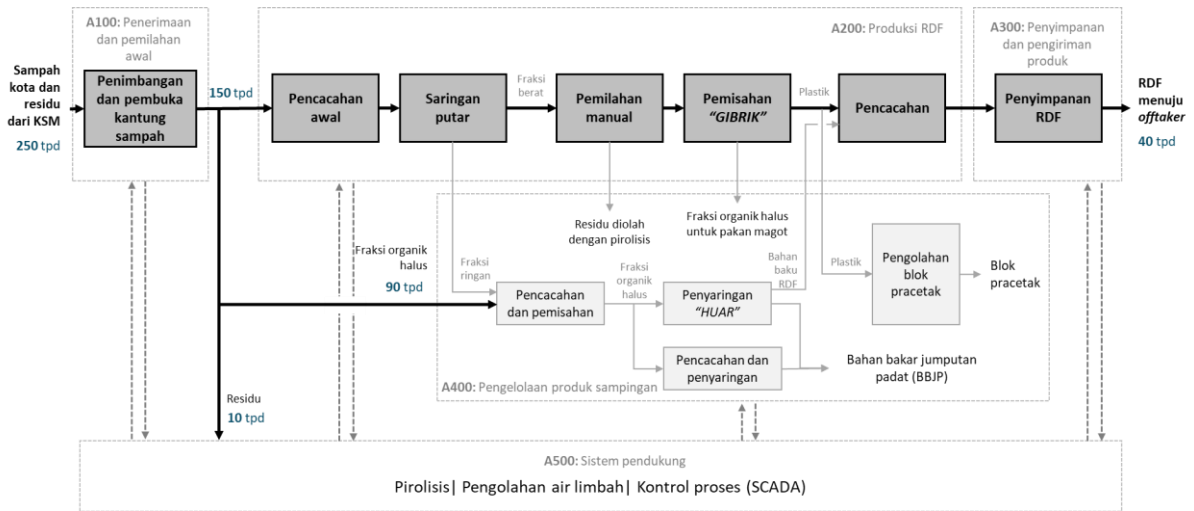 A100: Penerimaan
dan pemilahan
awal
A200: Produksi RDF
A300: Penyimpanan
dan pengiriman
produk
Sampah
kota dan
residu
dari KSM
250 tpd
Penimbangan
dan pembuka
kantung
sampah
150 tpd
Pencacahan
awal
Saringan
putar
Fraksi
berat
Pemilahan
manual
Pemisahan
"GIBRIK"
Plastik
Pencacahan
Penyimpanan
RDF
RDF
menuju
offtaker
40 tpd
Residu diolah
dengan pirolisis
Fraksi organik halus
untuk pakan magot
Fraksi organik
halus
90 tpd
Fraksi
ringan
Pencacahan
dan pemisahan
Fraksi
organik
halus
Penyaringan
"HUAR"
Bahan
baku
RDF
Plastik
Pengolahan
blok
pracetak
Blok
pracetak
Pencacahan dan
penyaringan
Bahan bakar jumputan
padat (BBJP)
A400: Pengelolaan produk sampingan
Residu
10 tpd
A500: Sistem pendukung
Pirolisis| Pengolahan air limbah| Kontrol proses (SCADA)